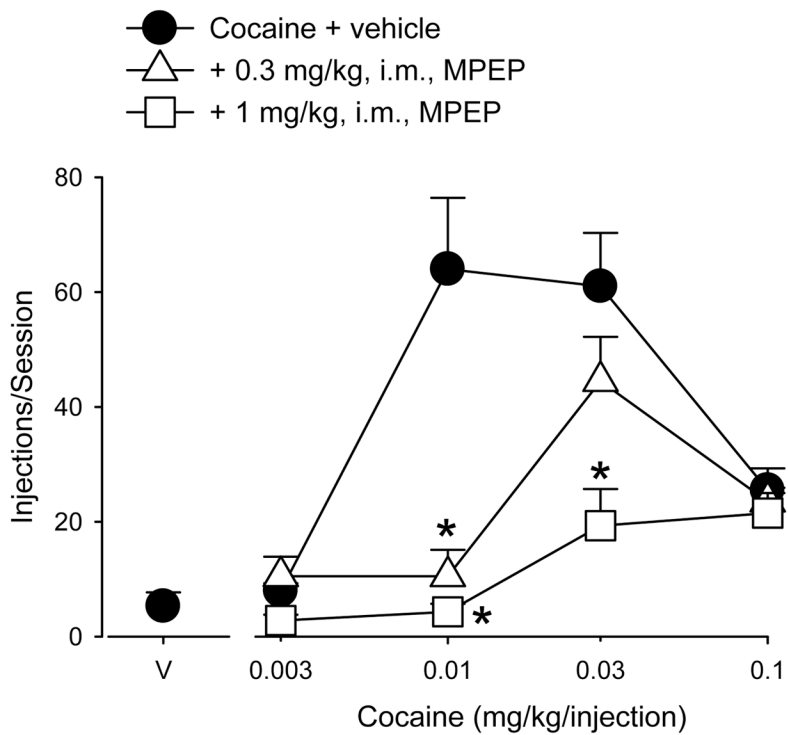 Cocaine + vehicle
+ 0.3 mg/kg, i.m., MPEP
+ 1 mg/kg, i.m., MPEP
80
60
40
20
0
Injections/Session
*
*
*
V 0.003 0.01 0.03 0.1
Cocaine (mg/kg/injection)